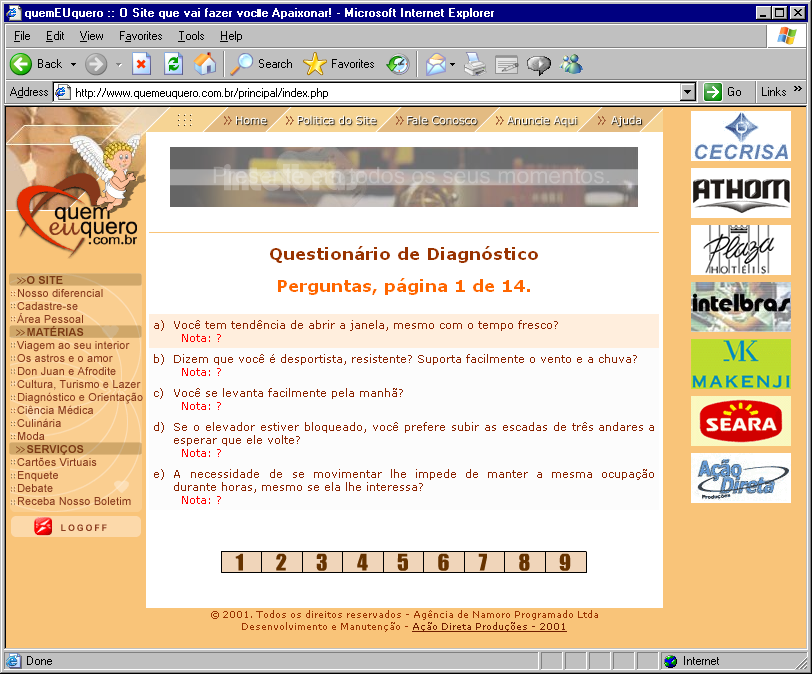 quemEUquero :: O Site que vai fazer você se Apaixonar! - Microsoft Internet Explorer
File Edit View Favorites Tools Help
Back Search Favorites
Address http://www.quemeuquero.com.br/principal/index.php Go Links »
>> Home >> Politica do Site >> Fale Conosco >> Anuncie Aqui >> Ajuda
quem
eu quero
.com.br
intelbras
em todos os seus momentos.
CECRISA
ATHOM
Plaza
HOTÉIS
intelbras
MK
MAKENJI
SEARA
Ação
Direta
Produções
>>O SITE
::Nosso diferencial
::Cadastre-se
::Área Pessoal
>>MATÉRIAS
::Viagem ao seu interior
::Os astros e o amor
::Don Juan e Afrodite
::Cultura, Turismo e Lazer
::Diagnóstico e Orientação
::Ciência Médica
::Culinária
::Moda
>>SERVIÇOS
::Cartões Virtuais
::Enquete
::Debate
::Receba Nosso Boletim
LOGOFF
Questionário de Diagnóstico
Perguntas, página 1 de 14.
a) Você tem tendência de abrir a janela, mesmo com o tempo fresco?
Nota: ?
b) Dizem que você é desportista, resistente? Suporta facilmente o vento e a chuva?
Nota: ?
c) Você se levanta facilmente pela manhã?
Nota: ?
d) Se o elevador estiver bloqueado, você prefere subir as escadas de três andares a
esperar que ele volte?
Nota: ?
e) A necessidade de se movimentar lhe impede de manter a mesma ocupação
durante horas, mesmo se ela lhe interessa?
Nota: ?
1 2 3 4 5 6 7 8 9
© 2001. Todos os direitos reservados - Agência de Namoro Programado Ltda
Desenvolvimento e Manutenção - Ação Direta Produções - 2001
Done Internet